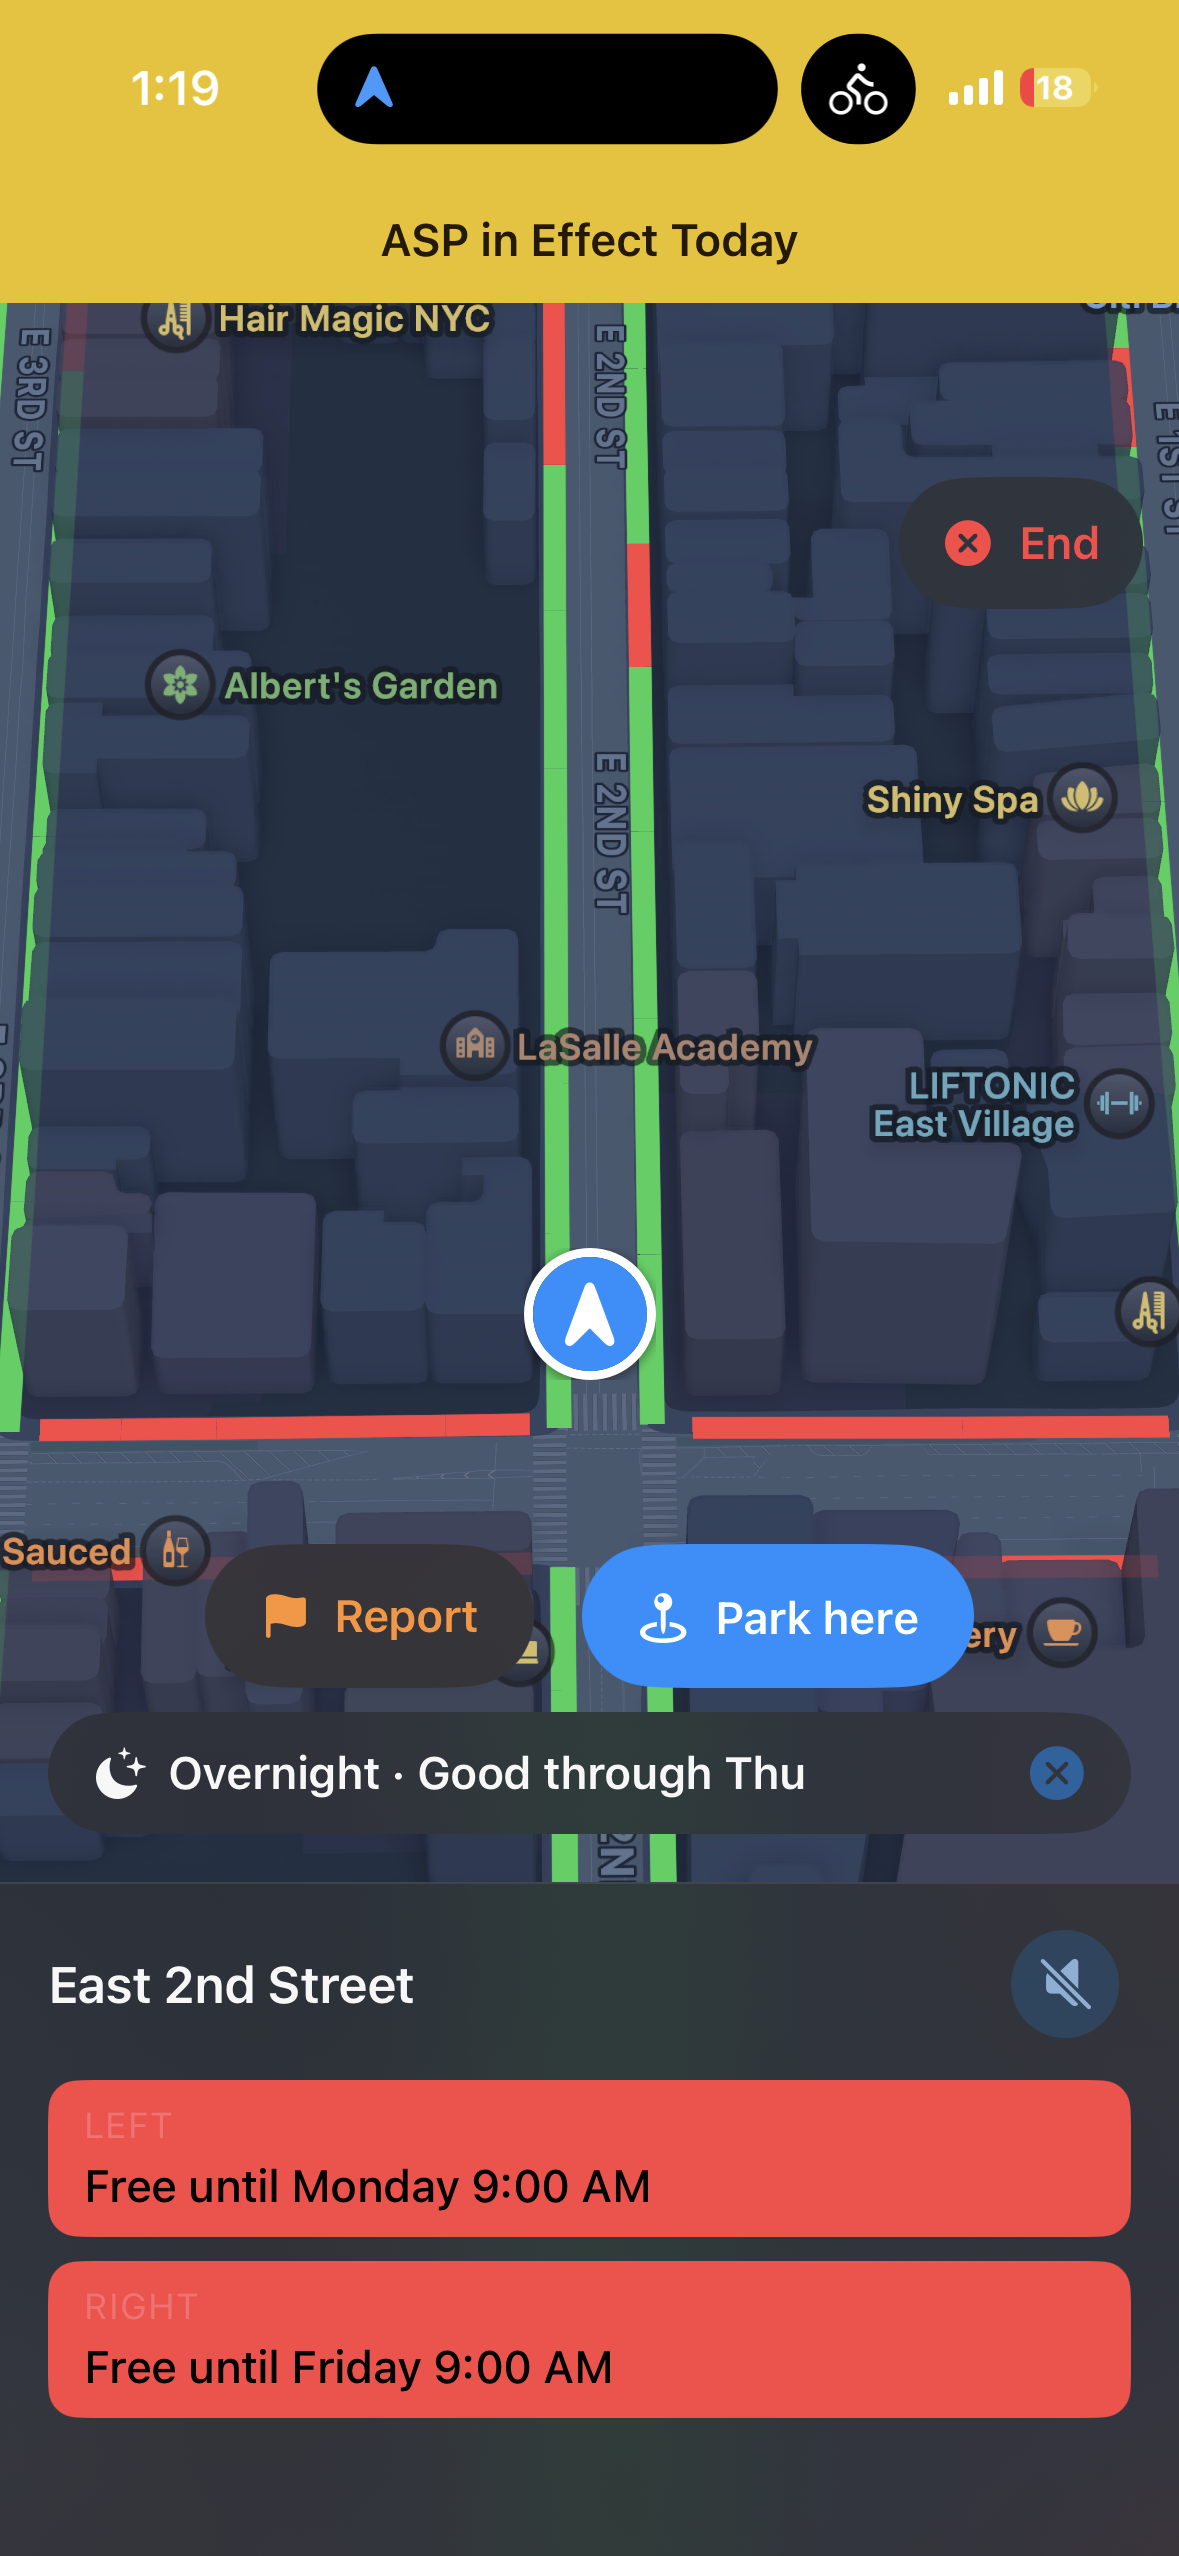 1:19
18
ASP in Effect Today
Hair Magic NYC
E 3RD ST
E 2ND ST
End
Albert's Garden
E 2ND ST
Shiny Spa
LaSalle Academy
LIFTONIC
East Village
Sauced
Report
Park here
ery
Overnight · Good through Thu
East 2nd Street
LEFT
Free until Monday 9:00 AM
RIGHT
Free until Friday 9:00 AM